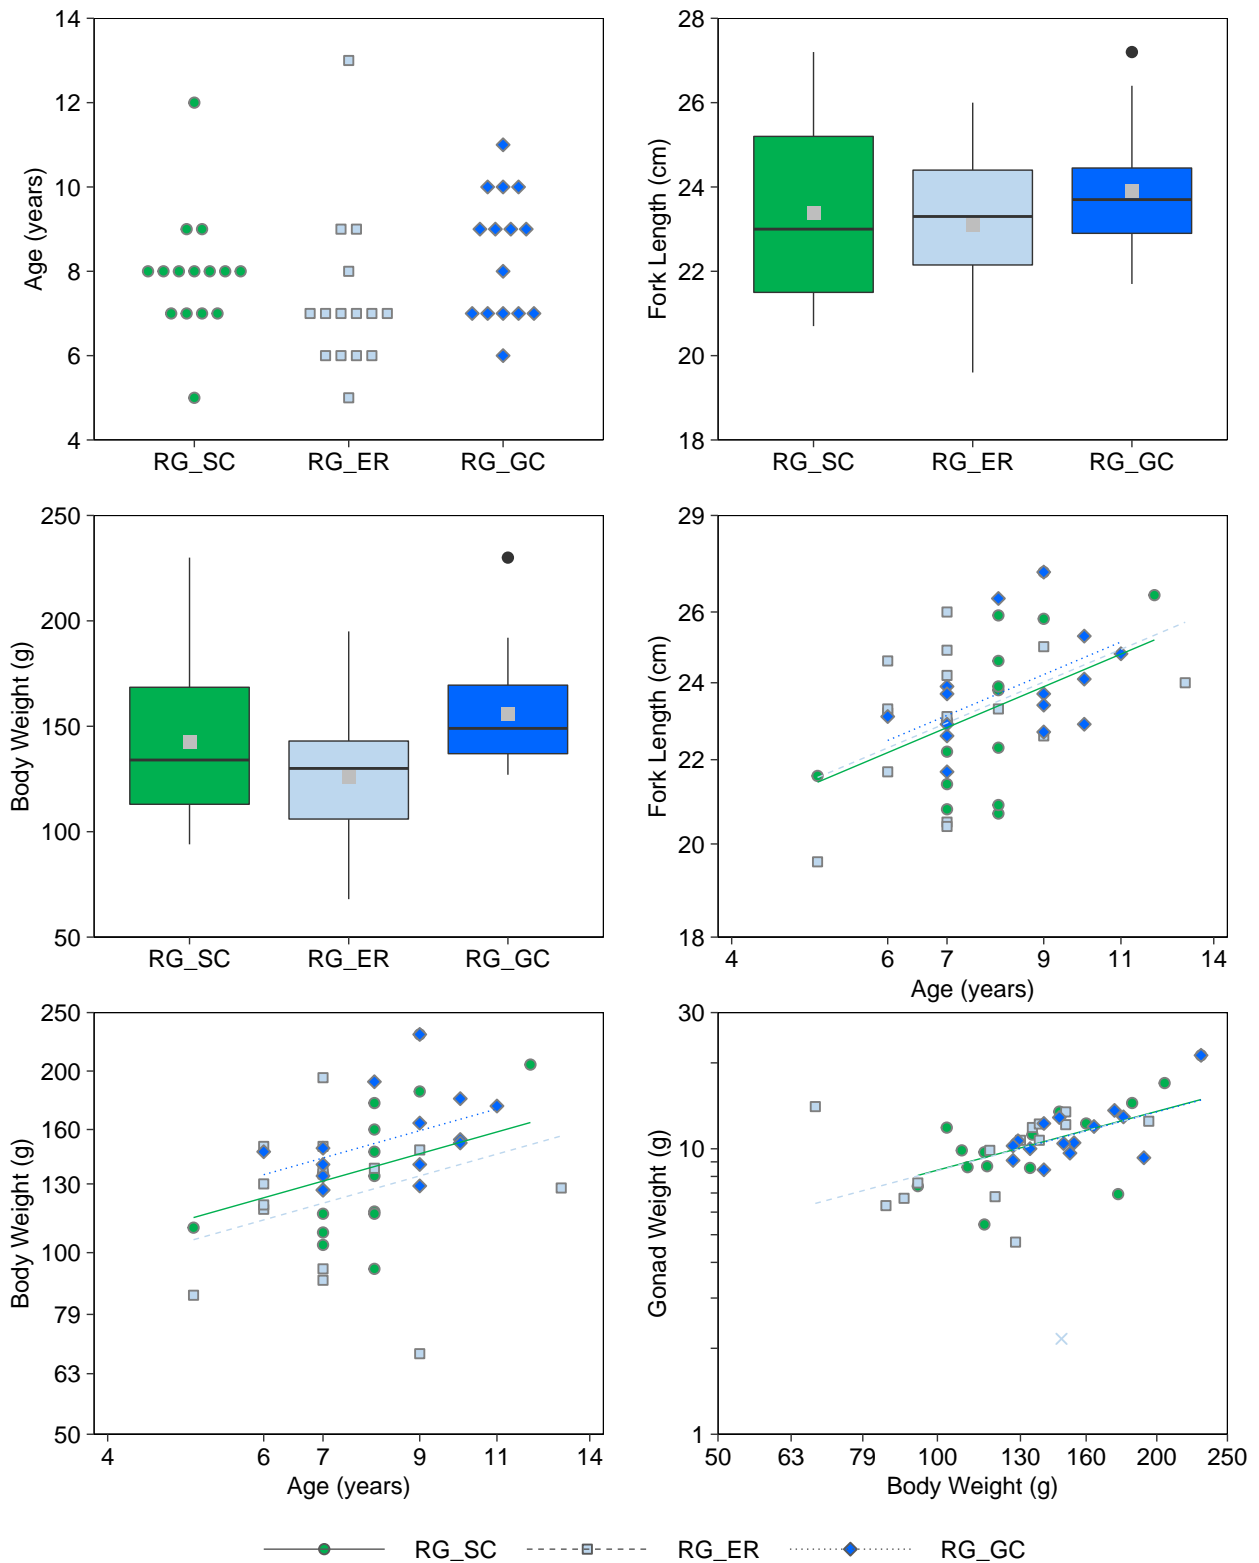 14
12
10
8
6
4
Age (years)
RG_SC RG_ER RG_GC
28
26
24
22
20
18
Fork Length (cm)
RG_SC RG_ER RG_GC
250
200
150
100
50
Body Weight (g)
RG_SC RG_ER RG_GC
29
26
24
22
20
18
Fork Length (cm)
4 6 7 9 11 14
Age (years)
250
200
160
130
100
79
63
50
Body Weight (g)
4 6 7 9 11 14
Age (years)
30
10
1
Gonad Weight (g)
50 63 79 100 130 160 200 250
Body Weight (g)
RG_SC RG_ER RG_GC